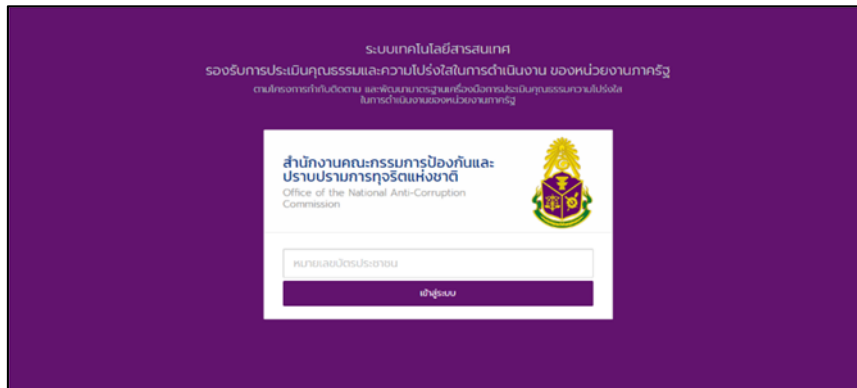 ระบบเทคโนโลยีสารสนเทศ
รองรับการประเมินคุณธรรมและความโปร่งใสในการดำเนินงาน ของหน่วยงานภาครัฐ
ตามโครงการกำกับติดตาม และพัฒนามาตรฐานเครื่องมือการประเมินคุณธรรมความโปร่งใส
ในการดำเนินงานของหน่วยงานภาครัฐ
สำนักงานคณะกรรมการป้องกันและ
ปราบปรามการทุจริตแห่งชาติ
Office of the National Anti-Corruption
Commission
หมายเลขบัตรประชาชน
เข้าสู่ระบบ